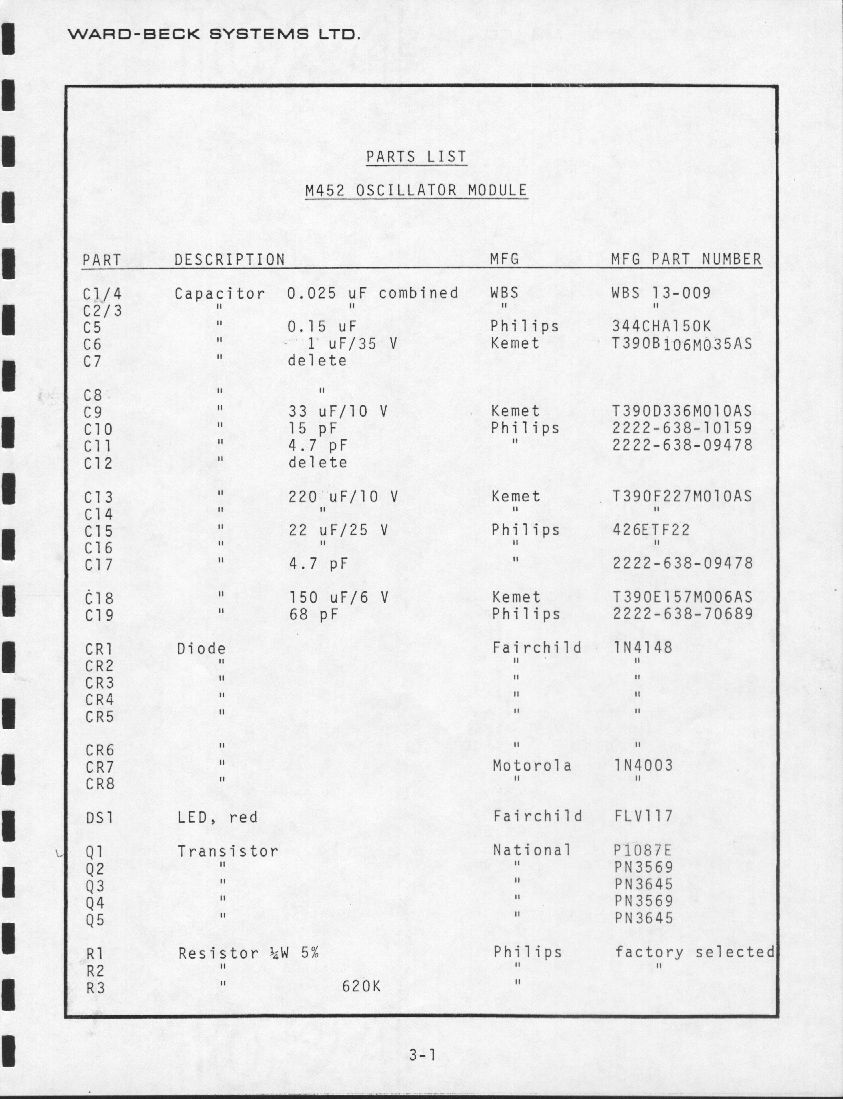 WARD-BECK SYSTEMS LTD.
PARTS LIST
M452 OSCILLATOR MODULE
PART DESCRIPTION MFG MFG PART NUMBER
C1/4 Capacitor 0.025 uF combined WBS WBS 13-009
C2/3 " " " "
C5 " 0.15 uF Philips 344CHA150K
C6 " 1 uF/35 V Kemet T390B106M035AS
C7 " delete
C8 " "
C9 " 33 uF/10 V Kemet T390D336M010AS
C10 " 15 pF Philips 2222-638-10159
C11 " 4.7 pF " 2222-638-09478
C12 " delete
C13 " 220 uF/10 V Kemet T390F227M010AS
C14 " " " "
C15 " 22 uF/25 V Philips 426ETF22
C16 " " " "
C17 " 4.7 pF " 2222-638-09478
C18 " 150 uF/6 V Kemet T390E157M006AS
C19 " 68 pF Philips 2222-638-70689
CR1 Diode Fairchild 1N4148
CR2 " " "
CR3 " " "
CR4 " " "
CR5 " " "
CR6 " " "
CR7 " Motorola 1N4003
CR8 " " "
DS1 LED, red Fairchild FLV117
Q1 Transistor National P1087E
Q2 " " PN3569
Q3 " " PN3645
Q4 " " PN3569
Q5 " " PN3645
R1 Resistor ¼W 5% Philips factory selected
R2 " " "
R3 " 620K "
3-1